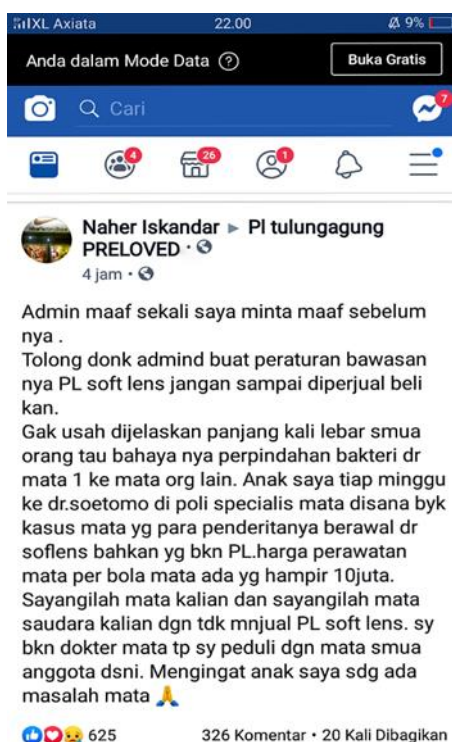 XL Axiata 22.00 9%
Anda dalam Mode Data ? Buka Gratis
Cari 7
4 26 1
Naher Iskandar ▸ Pl tulungagung
PRELOVED ·
4 jam ·
Admin maaf sekali saya minta maaf sebelum
nya .
Tolong donk admind buat peraturan bawasan
nya PL soft lens jangan sampai diperjual beli
kan.
Gak usah dijelaskan panjang kali lebar smua
orang tau bahaya nya perpindahan bakteri dr
mata 1 ke mata org lain. Anak saya tiap minggu
ke dr.soetomo di poli specialis mata disana byk
kasus mata yg para penderitanya berawal dr
soflens bahkan yg bkn PL.harga perawatan
mata per bola mata ada yg hampir 10juta.
Sayangilah mata kalian dan sayangilah mata
saudara kalian dgn tdk mnjual PL soft lens. sy
bkn dokter mata tp sy peduli dgn mata smua
anggota dsni. Mengingat anak saya sdg ada
masalah mata 🙏
625 326 Komentar • 20 Kali Dibagikan